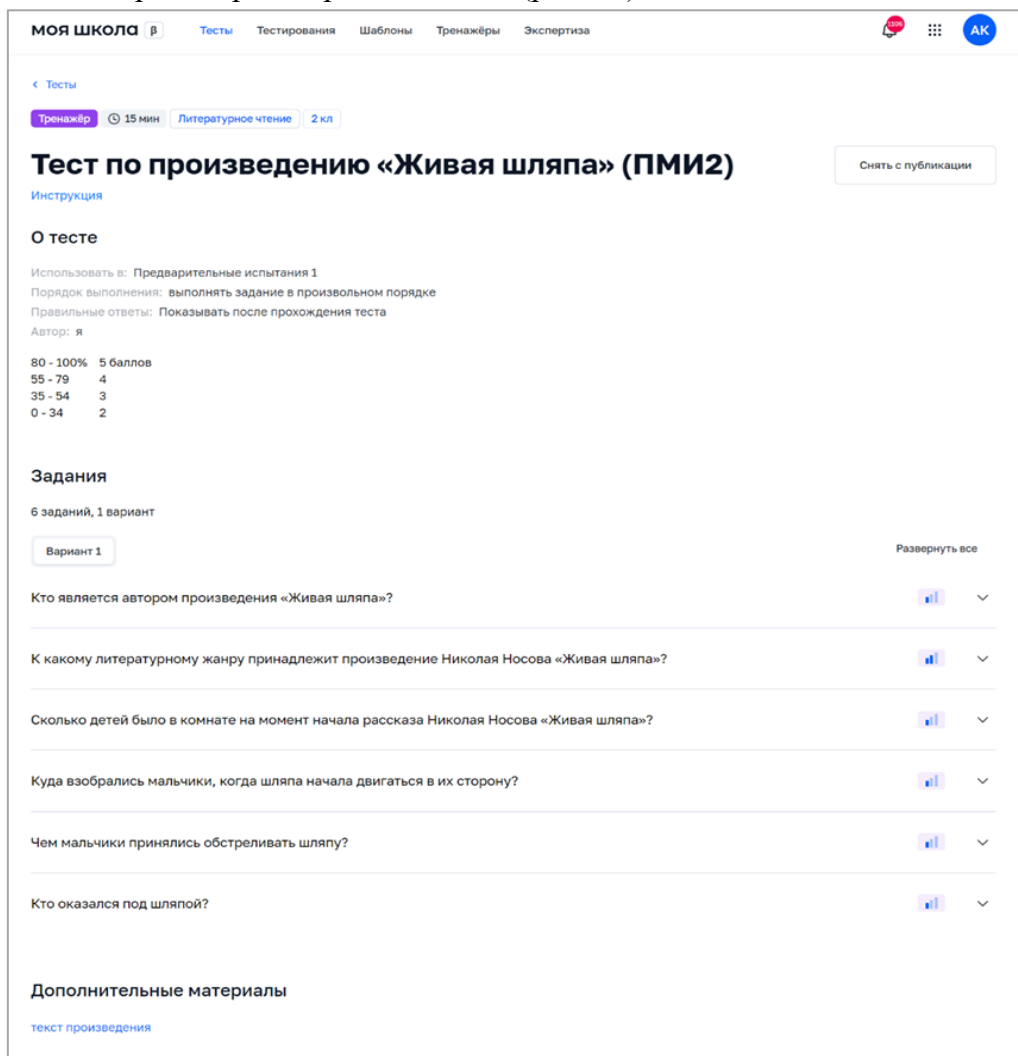 моя школа β Тесты Тестирования Шаблоны Тренажёры Экспертиза 1106 АК
Тесты
Тренажёр 15 мин Литературное чтение 2 кл
Тест по произведению «Живая шляпа» (ПМИ2)
Снять с публикации
Инструкция
О тесте
Использовать в: Предварительные испытания 1
Порядок выполнения: выполнять задание в произвольном порядке
Правильные ответы: Показывать после прохождения теста
Автор: я
80 - 100% 5 баллов
55 - 79 4
35 - 54 3
0 - 34 2
Задания
6 заданий, 1 вариант
Вариант 1 Развернуть все
Кто является автором произведения «Живая шляпа»?
К какому литературному жанру принадлежит произведение Николая Носова «Живая шляпа»?
Сколько детей было в комнате на момент начала рассказа Николая Носова «Живая шляпа»?
Куда взобрались мальчики, когда шляпа начала двигаться в их сторону?
Чем мальчики принялись обстреливать шляпу?
Кто оказался под шляпой?
Дополнительные материалы
текст произведения